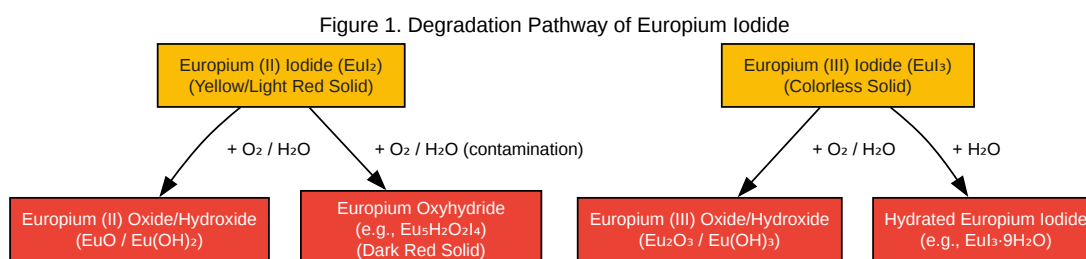 Figure 1. Degradation Pathway of Europium Iodide
Europium (II) Iodide (EuI₂)
(Yellow/Light Red Solid)
Europium (III) Iodide (EuI₃)
(Colorless Solid)
+ O₂ / H₂O
+ O₂ / H₂O (contamination)
+ O₂ / H₂O
+ H₂O
Europium (II) Oxide/Hydroxide
(EuO / Eu(OH)₂)
Europium Oxyhydride
(e.g., Eu₅H₂O₂I₄)
(Dark Red Solid)
Europium (III) Oxide/Hydroxide
(Eu₂O₃ / Eu(OH)₃)
Hydrated Europium Iodide
(e.g., EuI₃·9H₂O)